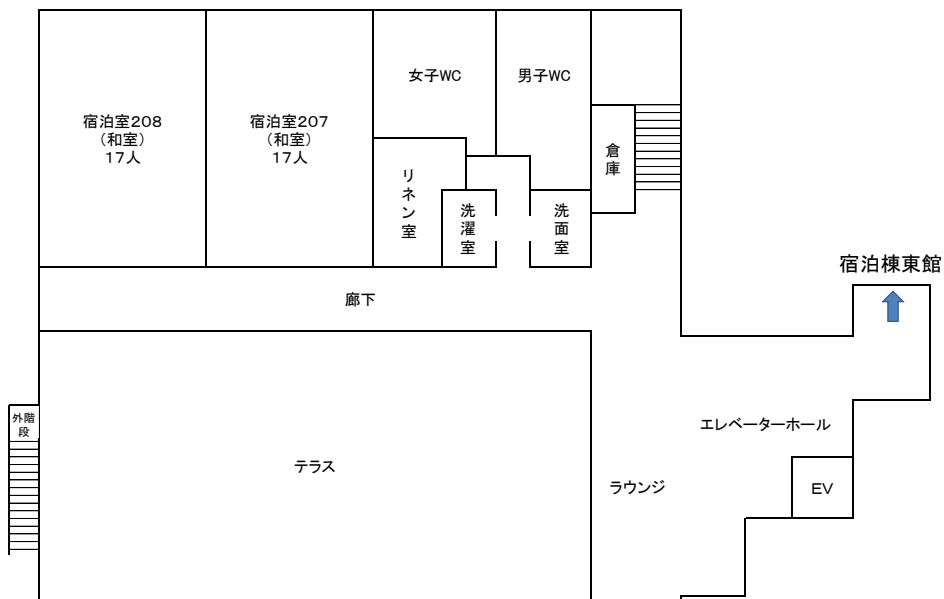 宿泊室208
（和室）
17人
宿泊室207
（和室）
17人
女子WC
男子WC
リネン室
洗濯室
洗面室
倉庫
宿泊棟東館
廊下
外階
段
テラス
エレベーターホール
ラウンジ
EV